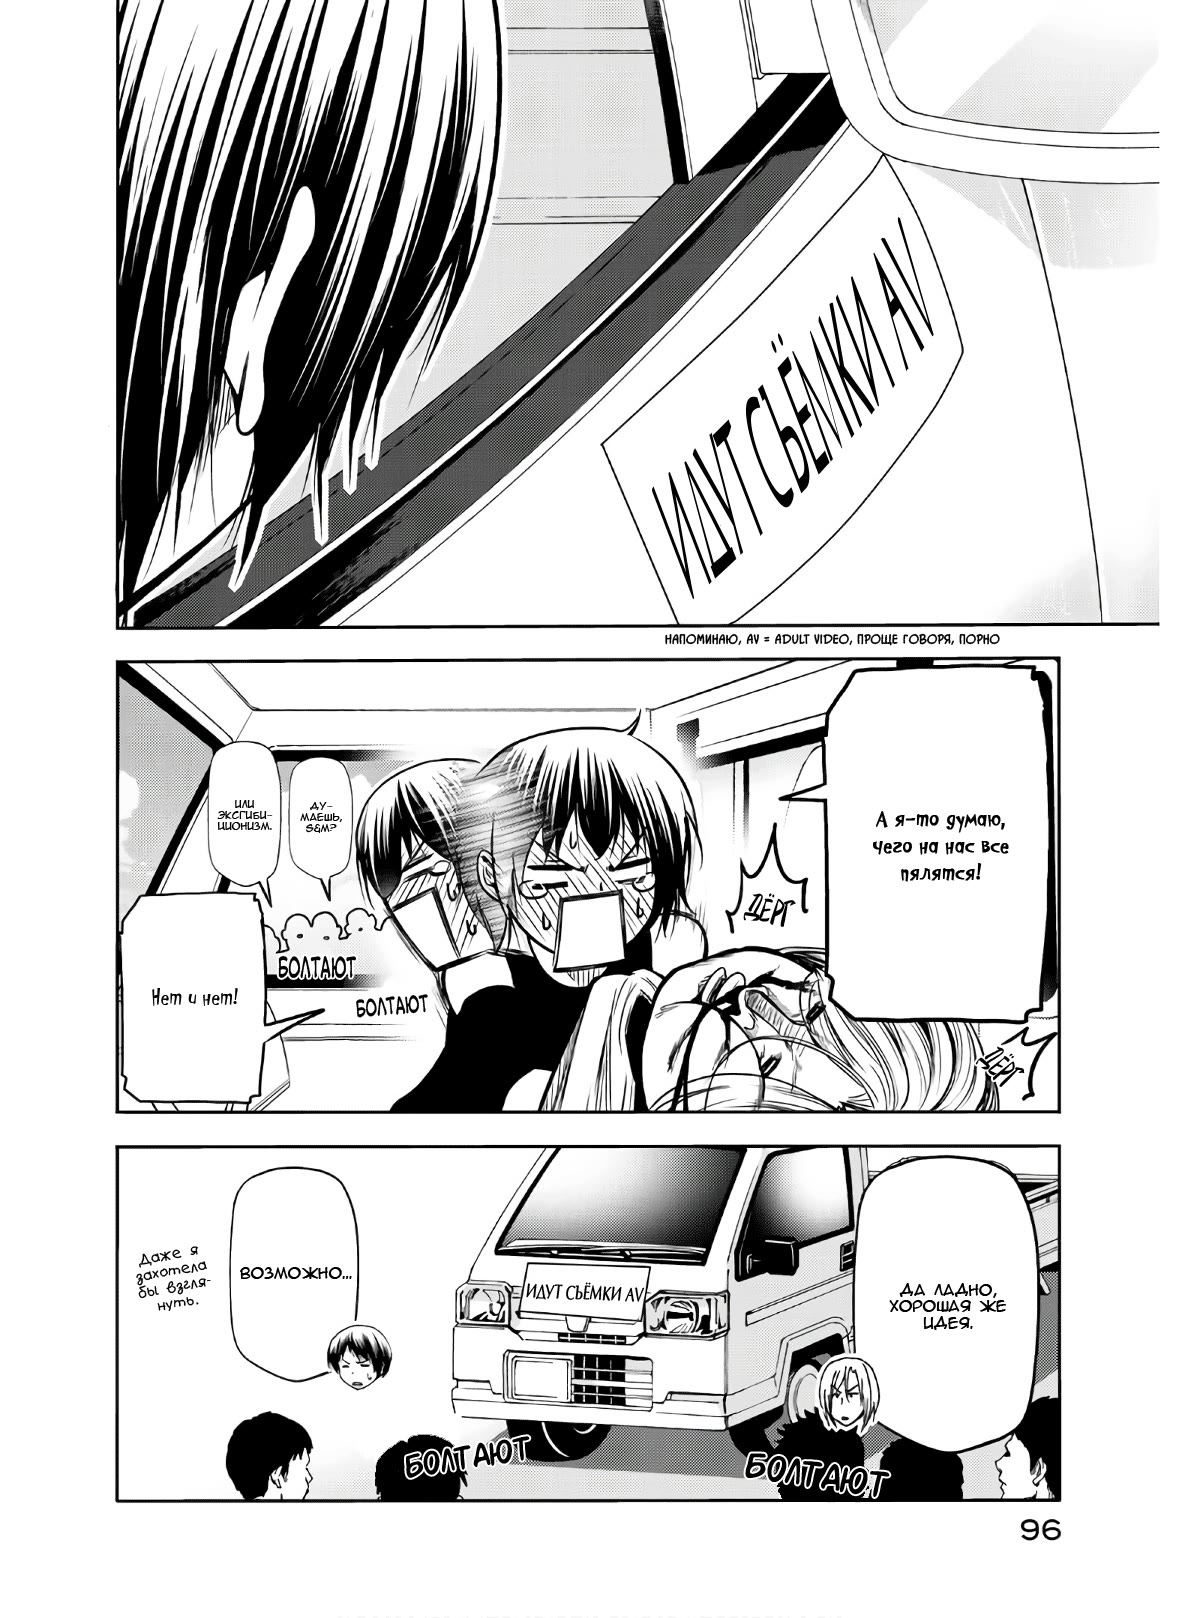 ИДУТ СЪЁМКИ AV
НАПОМИНАЮ, AV = ADULT VIDEO, ПРОЩЕ ГОВОРЯ, ПОРНО
А я-то думаю,
чего на нас все
пялятся!
ДЁРГ
ДЁРГ
ДУ-
МАЕШЬ,
S&M?
ИЛИ
ЭКСГИБИ-
ЦИОНИЗМ.
БОЛТАЮТ
БОЛТАЮТ
Нет и нет!
ДА ЛАДНО,
ХОРОШАЯ ЖЕ
ИДЕЯ.
ИДУТ СЪЁМКИ AV
ВОЗМОЖНО...
Даже я
захотела
бы взгля-
нуть.
БОЛТАЮТ
БОЛТАЮТ
96